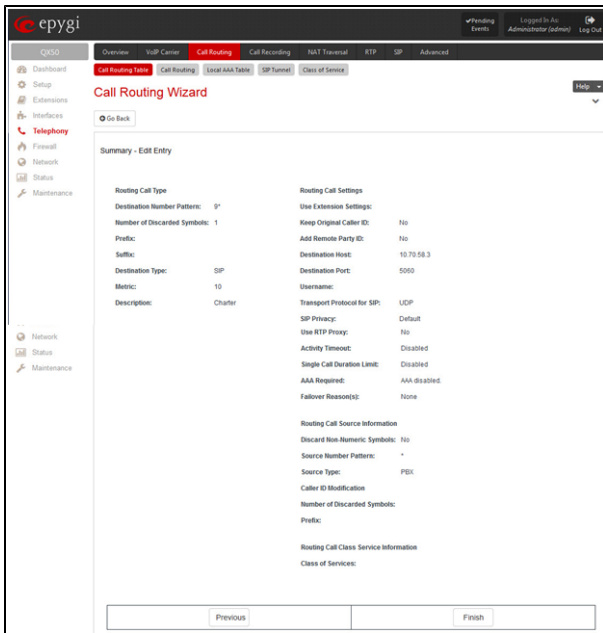 epygi
✔Pending Events
Logged In As: Administrator (admin)
Log Out
QX50
Overview VoIP Carrier Call Routing Call Recording NAT Traversal RTP SIP Advanced
Dashboard
Setup
Extensions
Interfaces
Telephony
Firewall
Network
Status
Maintenance
Network
Status
Maintenance
Call Routing Table Call Routing Local AAA Table SIP Tunnel Class of Service
Help
Call Routing Wizard
Go Back
Summary - Edit Entry
Routing Call Type
Destination Number Pattern: 9*
Number of Discarded Symbols: 1
Prefix:
Suffix:
Destination Type: SIP
Metric: 10
Description: Charter
Routing Call Settings
Use Extension Settings:
Keep Original Caller ID: No
Add Remote Party ID: No
Destination Host: 10.70.58.3
Destination Port: 5060
Username:
Transport Protocol for SIP: UDP
SIP Privacy: Default
Use RTP Proxy: No
Activity Timeout: Disabled
Single Call Duration Limit: Disabled
AAA Required: AAA disabled.
Failover Reason(s): None
Routing Call Source Information
Discard Non-Numeric Symbols: No
Source Number Pattern: *
Source Type: PBX
Caller ID Modification
Number of Discarded Symbols:
Prefix:
Routing Call Class Service Information
Class of Services:
Previous Finish